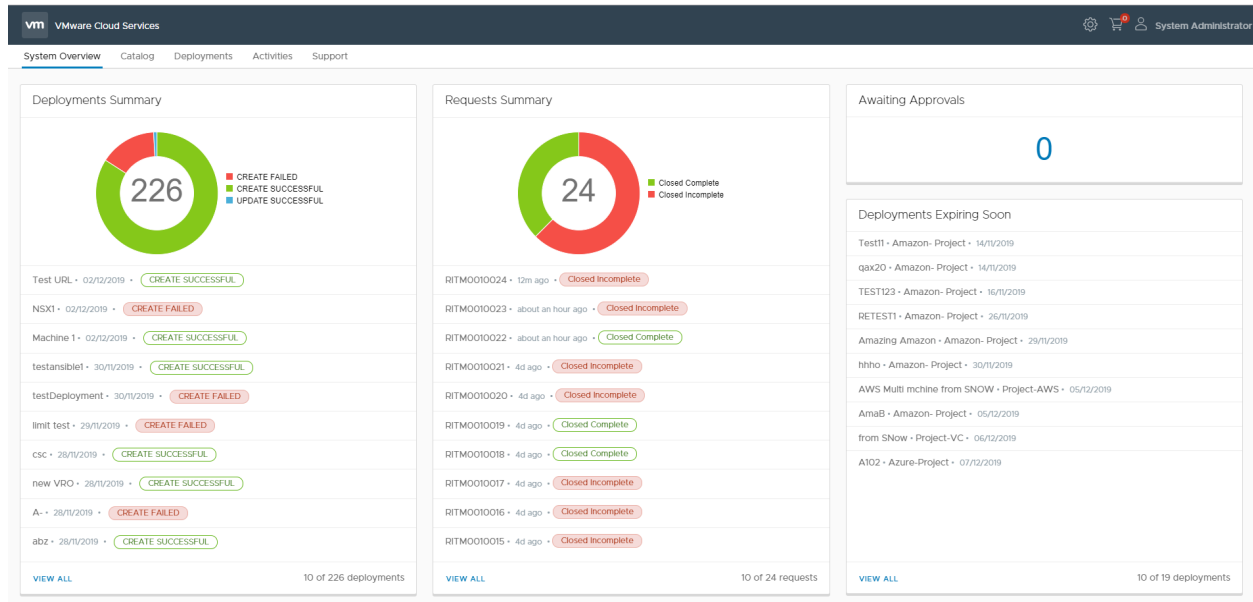 vm VMware Cloud Services
0 System Administrator
System Overview Catalog Deployments Activities Support
Deployments Summary
226
CREATE FAILED
CREATE SUCCESSFUL
UPDATE SUCCESSFUL
Test URL • 02/12/2019 • CREATE SUCCESSFUL
NSX1 • 02/12/2019 • CREATE FAILED
Machine 1 • 02/12/2019 • CREATE SUCCESSFUL
testansible1 • 30/11/2019 • CREATE SUCCESSFUL
testDeployment • 30/11/2019 • CREATE FAILED
limit test • 29/11/2019 • CREATE FAILED
csc • 28/11/2019 • CREATE SUCCESSFUL
new VRO • 28/11/2019 • CREATE SUCCESSFUL
A- • 28/11/2019 • CREATE FAILED
abz • 28/11/2019 • CREATE SUCCESSFUL
VIEW ALL 10 of 226 deployments
Requests Summary
24
Closed Complete
Closed Incomplete
RITM0010024 • 12m ago • Closed Incomplete
RITM0010023 • about an hour ago • Closed Incomplete
RITM0010022 • about an hour ago • Closed Complete
RITM0010021 • 4d ago • Closed Incomplete
RITM0010020 • 4d ago • Closed Incomplete
RITM0010019 • 4d ago • Closed Complete
RITM0010018 • 4d ago • Closed Complete
RITM0010017 • 4d ago • Closed Incomplete
RITM0010016 • 4d ago • Closed Incomplete
RITM0010015 • 4d ago • Closed Incomplete
VIEW ALL 10 of 24 requests
Awaiting Approvals
0
Deployments Expiring Soon
Test11 • Amazon- Project • 14/11/2019
qax20 • Amazon- Project • 14/11/2019
TEST123 • Amazon- Project • 16/11/2019
RETEST1 • Amazon- Project • 26/11/2019
Amazing Amazon • Amazon- Project • 29/11/2019
hhho • Amazon- Project • 30/11/2019
AWS Multi mchine from SNOW • Project-AWS • 05/12/2019
AmaB • Amazon- Project • 05/12/2019
from SNow • Project-VC • 06/12/2019
A102 • Azure-Project • 07/12/2019
VIEW ALL 10 of 19 deployments